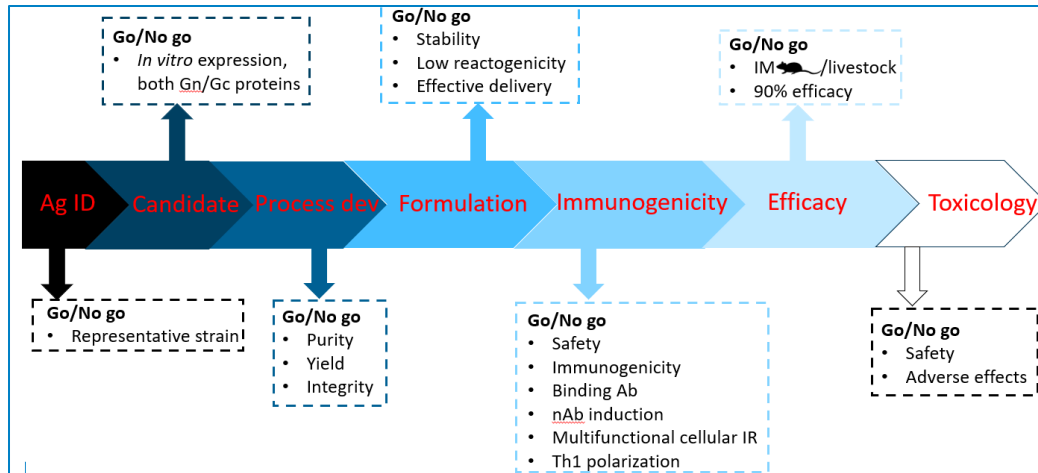 Go/No go
• In vitro expression,
both Gn/Gc proteins
Go/No go
• Stability
• Low reactogenicity
• Effective delivery
Go/No go
• IM /livestock
• 90% efficacy
Ag ID
Candidate
Process dev
Formulation
Immunogenicity
Efficacy
Toxicology
Go/No go
• Representative strain
Go/No go
• Purity
• Yield
• Integrity
Go/No go
• Safety
• Immunogenicity
• Binding Ab
• nAb induction
• Multifunctional cellular IR
• Th1 polarization
Go/No go
• Safety
• Adverse effects